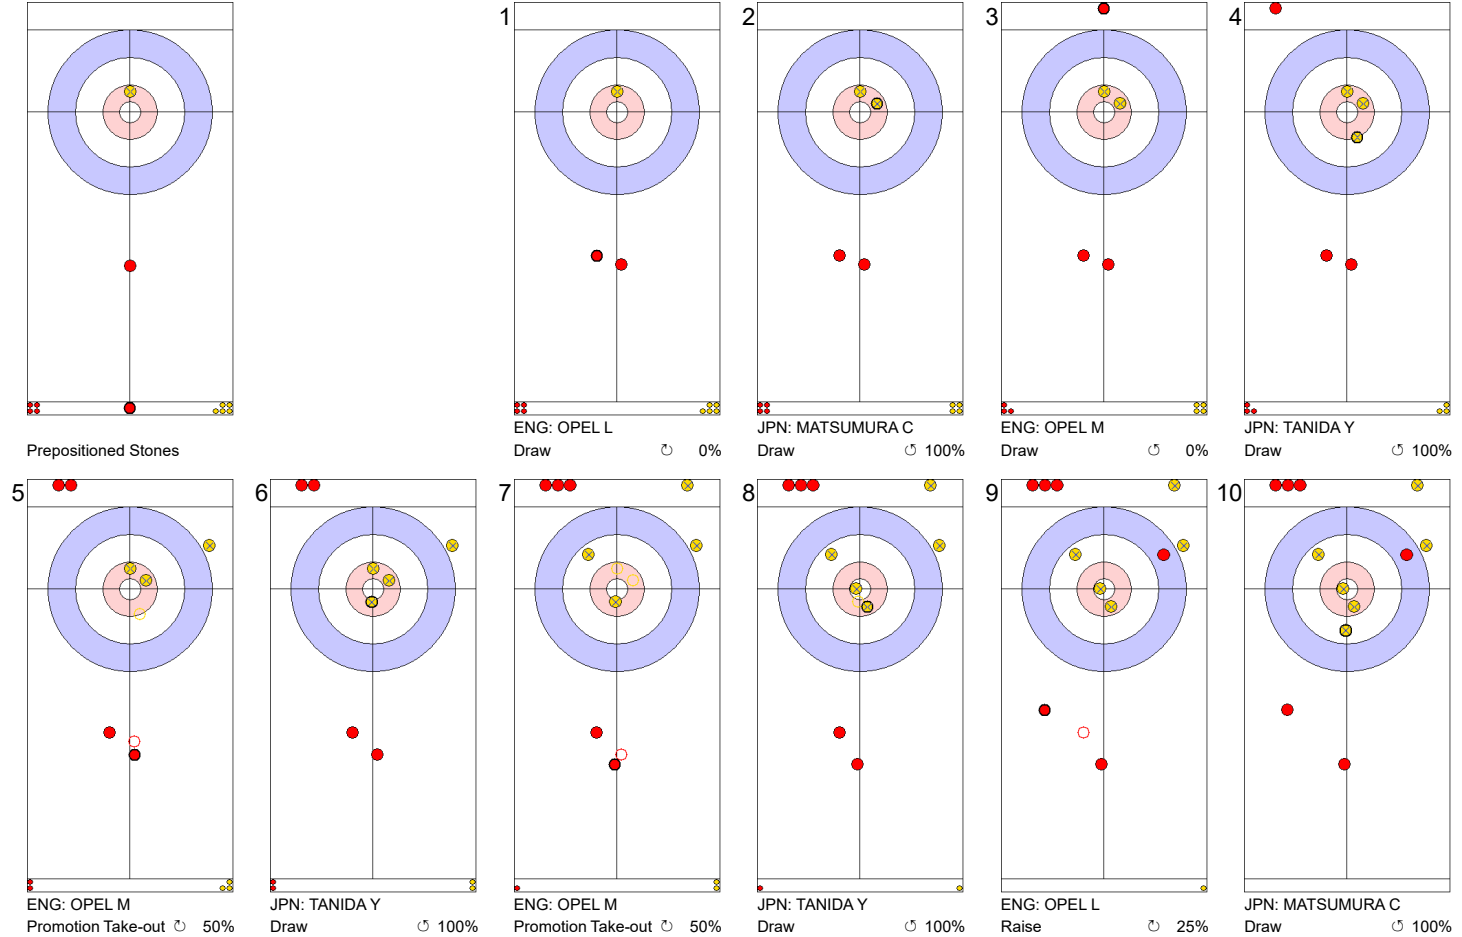 1 2 3 4
Prepositioned Stones
ENG: OPEL L
Draw 0%
JPN: MATSUMURA C
Draw 100%
ENG: OPEL M
Draw 0%
JPN: TANIDA Y
Draw 100%
5 6 7 8 9 10
ENG: OPEL M
Promotion Take-out 50%
JPN: TANIDA Y
Draw 100%
ENG: OPEL M
Promotion Take-out 50%
JPN: TANIDA Y
Draw 100%
ENG: OPEL L
Raise 25%
JPN: MATSUMURA C
Draw 100%